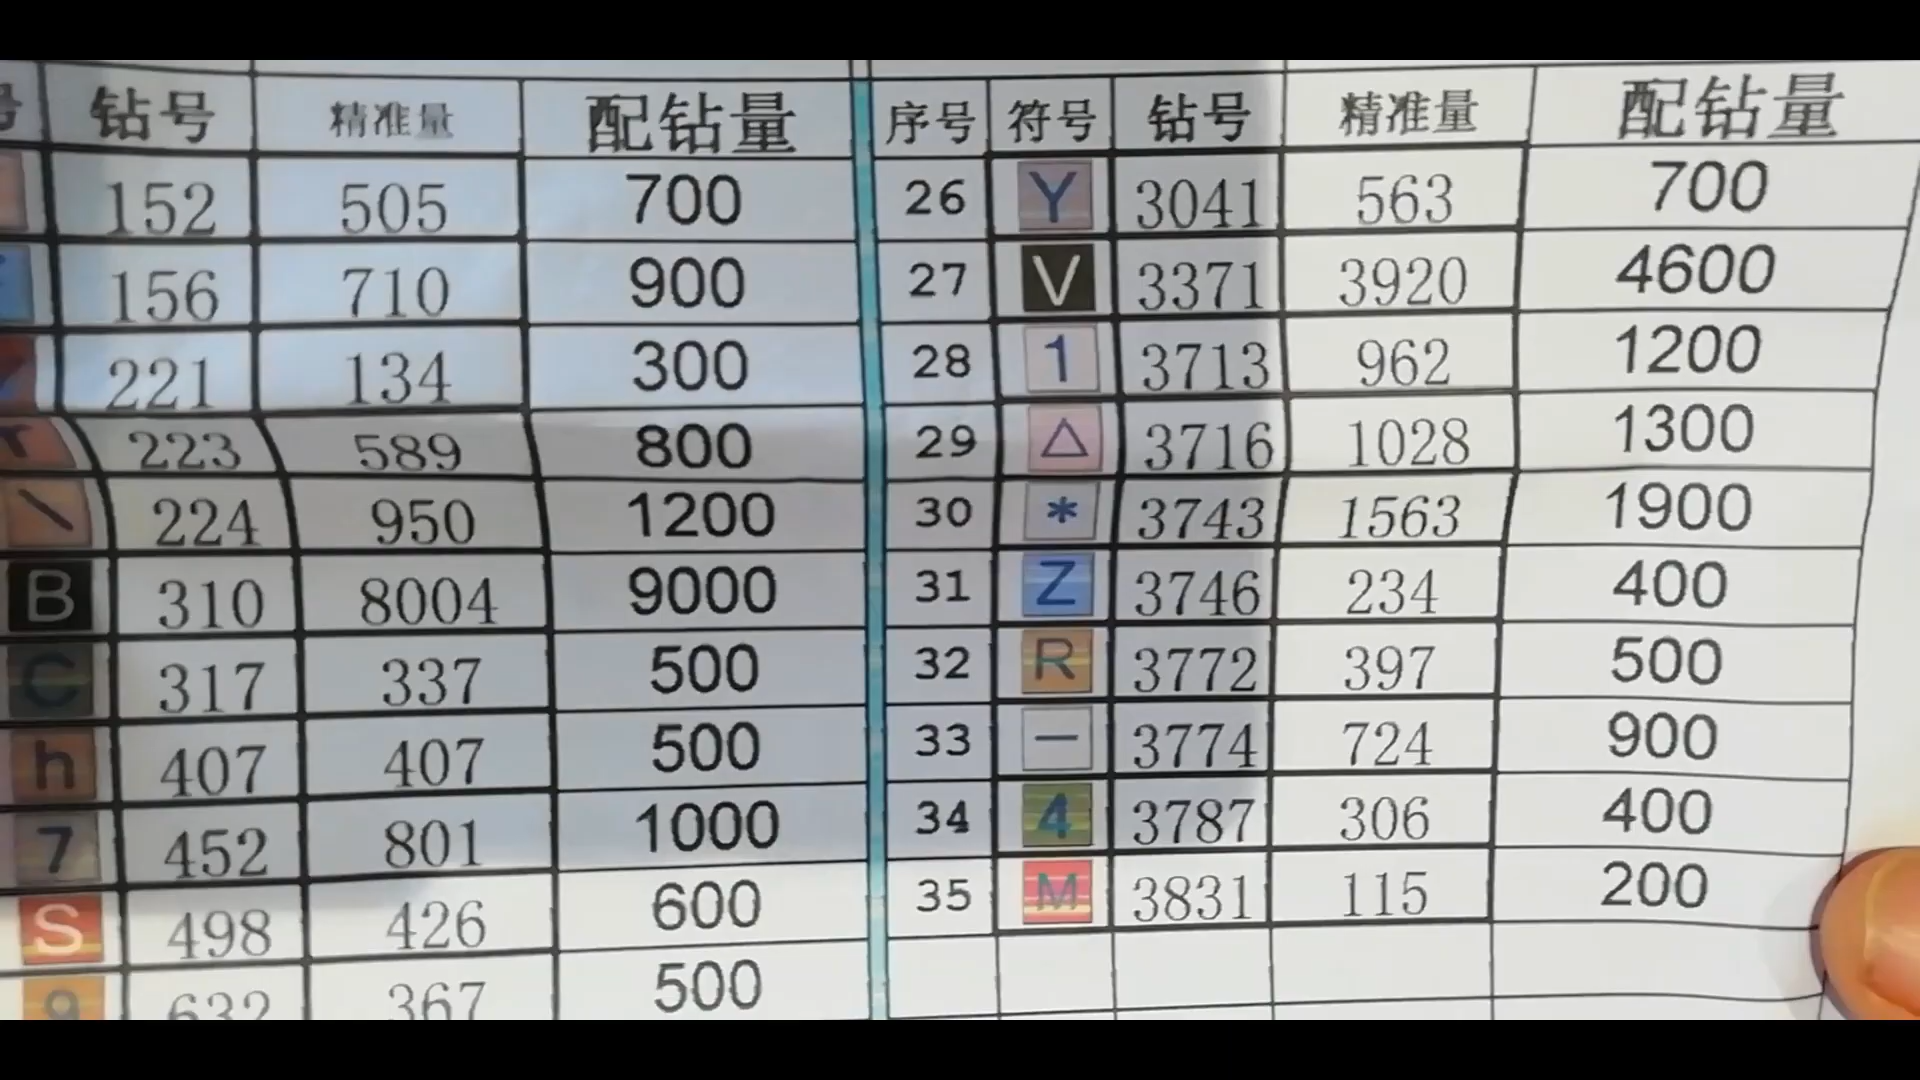 号 钻号 精准量 配钻量 序号 符号 钻号 精准量 配钻量
152 505 700 26 Y 3041 563 700
156 710 900 27 V 3371 3920 4600
221 134 300 28 1 3713 962 1200
223 589 800 29 △ 3716 1028 1300
\ 224 950 1200 30 * 3743 1563 1900
B 310 8004 9000 31 Z 3746 234 400
C 317 337 500 32 R 3772 397 500
h 407 407 500 33 — 3774 724 900
7 452 801 1000 34 4 3787 306 400
S 498 426 600 35 M 3831 115 200
9 632 367 500